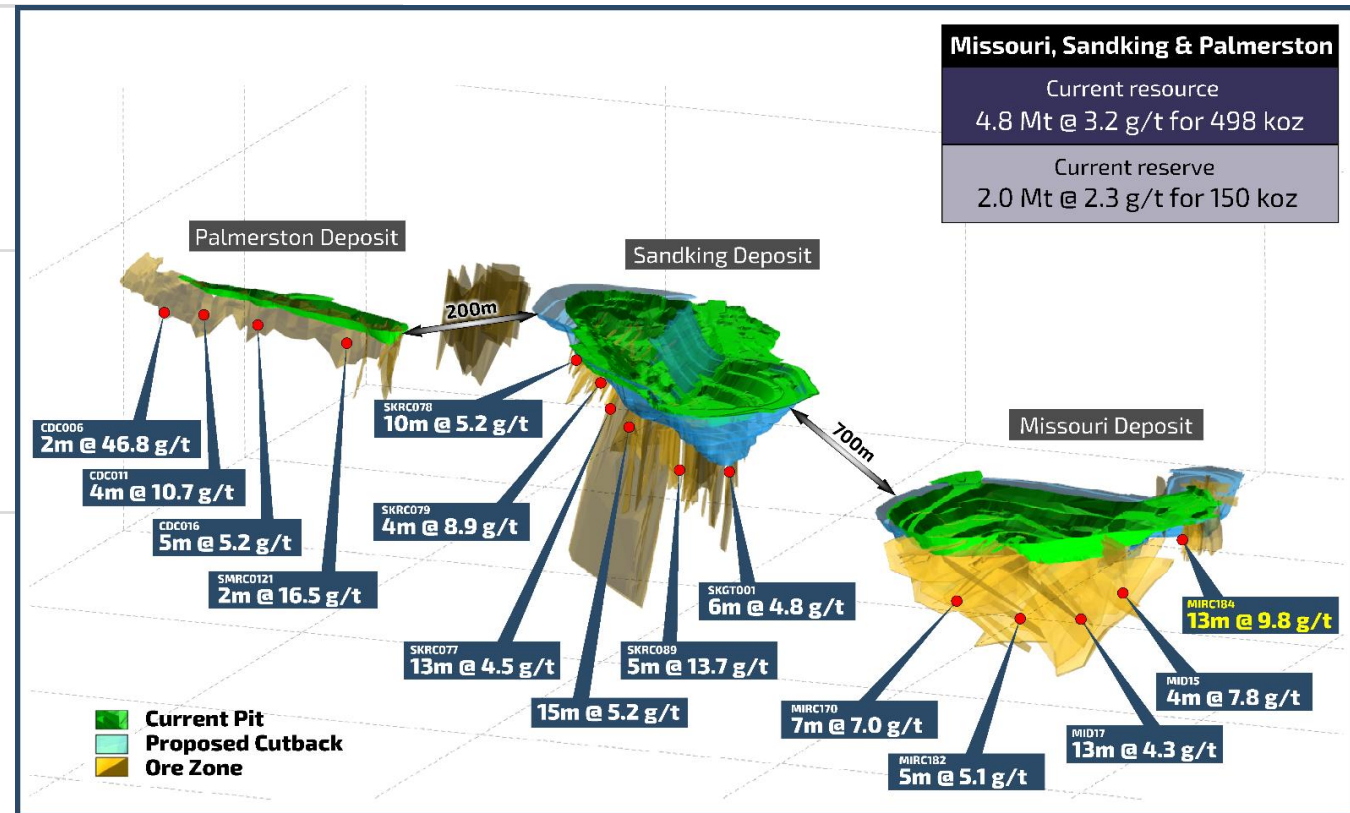 Missouri, Sandking & Palmerston
Current resource
4.8 Mt @ 3.2 g/t for 498 koz
Current reserve
2.0 Mt @ 2.3 g/t for 150 koz
Palmerston Deposit
Sandking Deposit
200m
700m
Missouri Deposit
CDC006
2m @ 46.8 g/t
CDC011
4m @ 10.7 g/t
CDC016
5m @ 5.2 g/t
SMRC0121
2m @ 16.5 g/t
SKRC078
10m @ 5.2 g/t
SKRC079
4m @ 8.9 g/t
SKRC077
13m @ 4.5 g/t
15m @ 5.2 g/t
SKRC089
5m @ 13.7 g/t
SKGT001
6m @ 4.8 g/t
MIRC170
7m @ 7.0 g/t
MIRC182
5m @ 5.1 g/t
MID17
13m @ 4.3 g/t
MID15
4m @ 7.8 g/t
MIRC184
13m @ 9.8 g/t
Current Pit
Proposed Cutback
Ore Zone